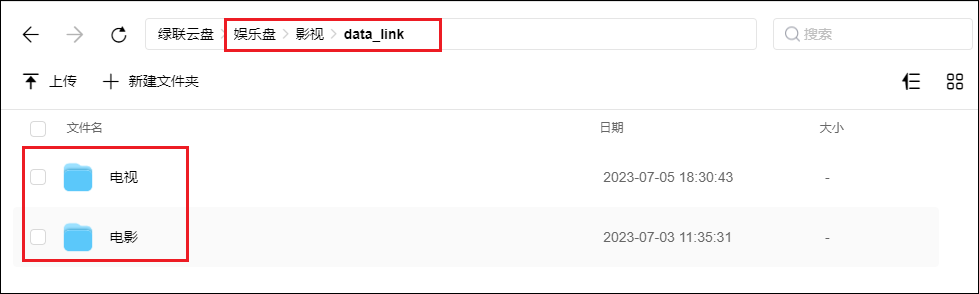 绿联云盘 娱乐盘 影视 data_link 搜索
上传 新建文件夹
文件名 日期 大小
电视 2023-07-05 18:30:43 -
电影 2023-07-03 11:35:31 -